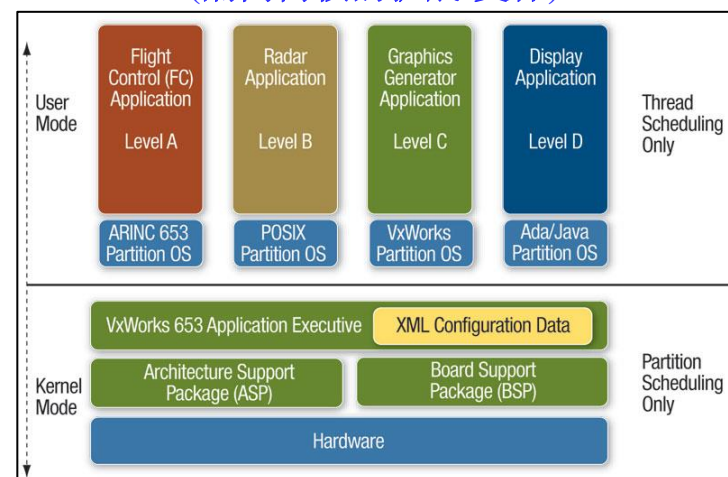 Flight
Control (FC)
Application
Level A
Radar
Application
Level B
Graphics
Generator
Application
Level C
Display
Application
Level D
User
Mode
Thread
Scheduling
Only
ARINC 653
Partition OS
POSIX
Partition OS
VxWorks
Partition OS
Ada/Java
Partition OS
VxWorks 653 Application Executive
XML Configuration Data
Architecture Support
Package (ASP)
Board Support
Package (BSP)
Kernel
Mode
Partition
Scheduling
Only
Hardware